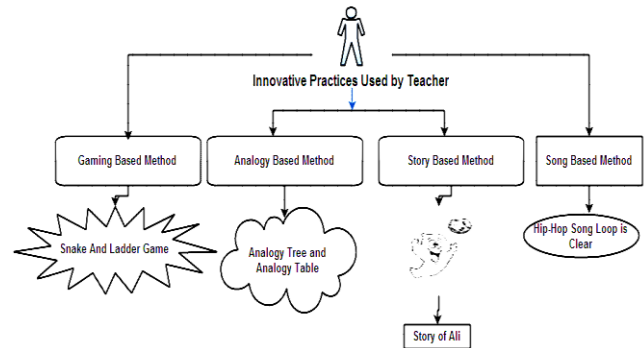 Innovative Practices Used by Teacher
Gaming Based Method
Analogy Based Method
Story Based Method
Song Based Method
Snake And Ladder Game
Analogy Tree and
Analogy Table
Hip-Hop Song Loop is
Clear
Story of Ali